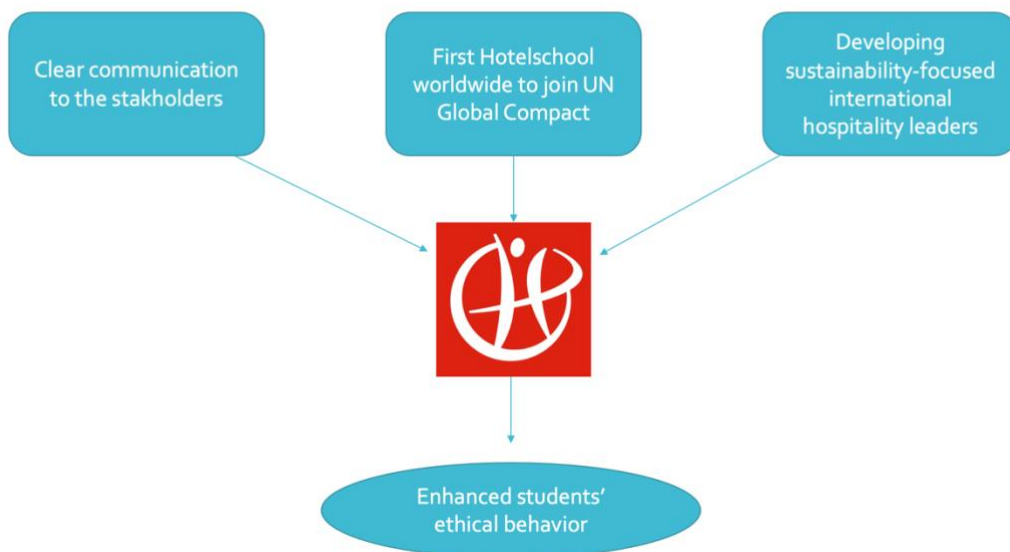 Clear communication
to the stakholders
First Hotelschool
worldwide to join UN
Global Compact
Developing
sustainability-focused
international
hospitality leaders
Enhanced students'
ethical behavior